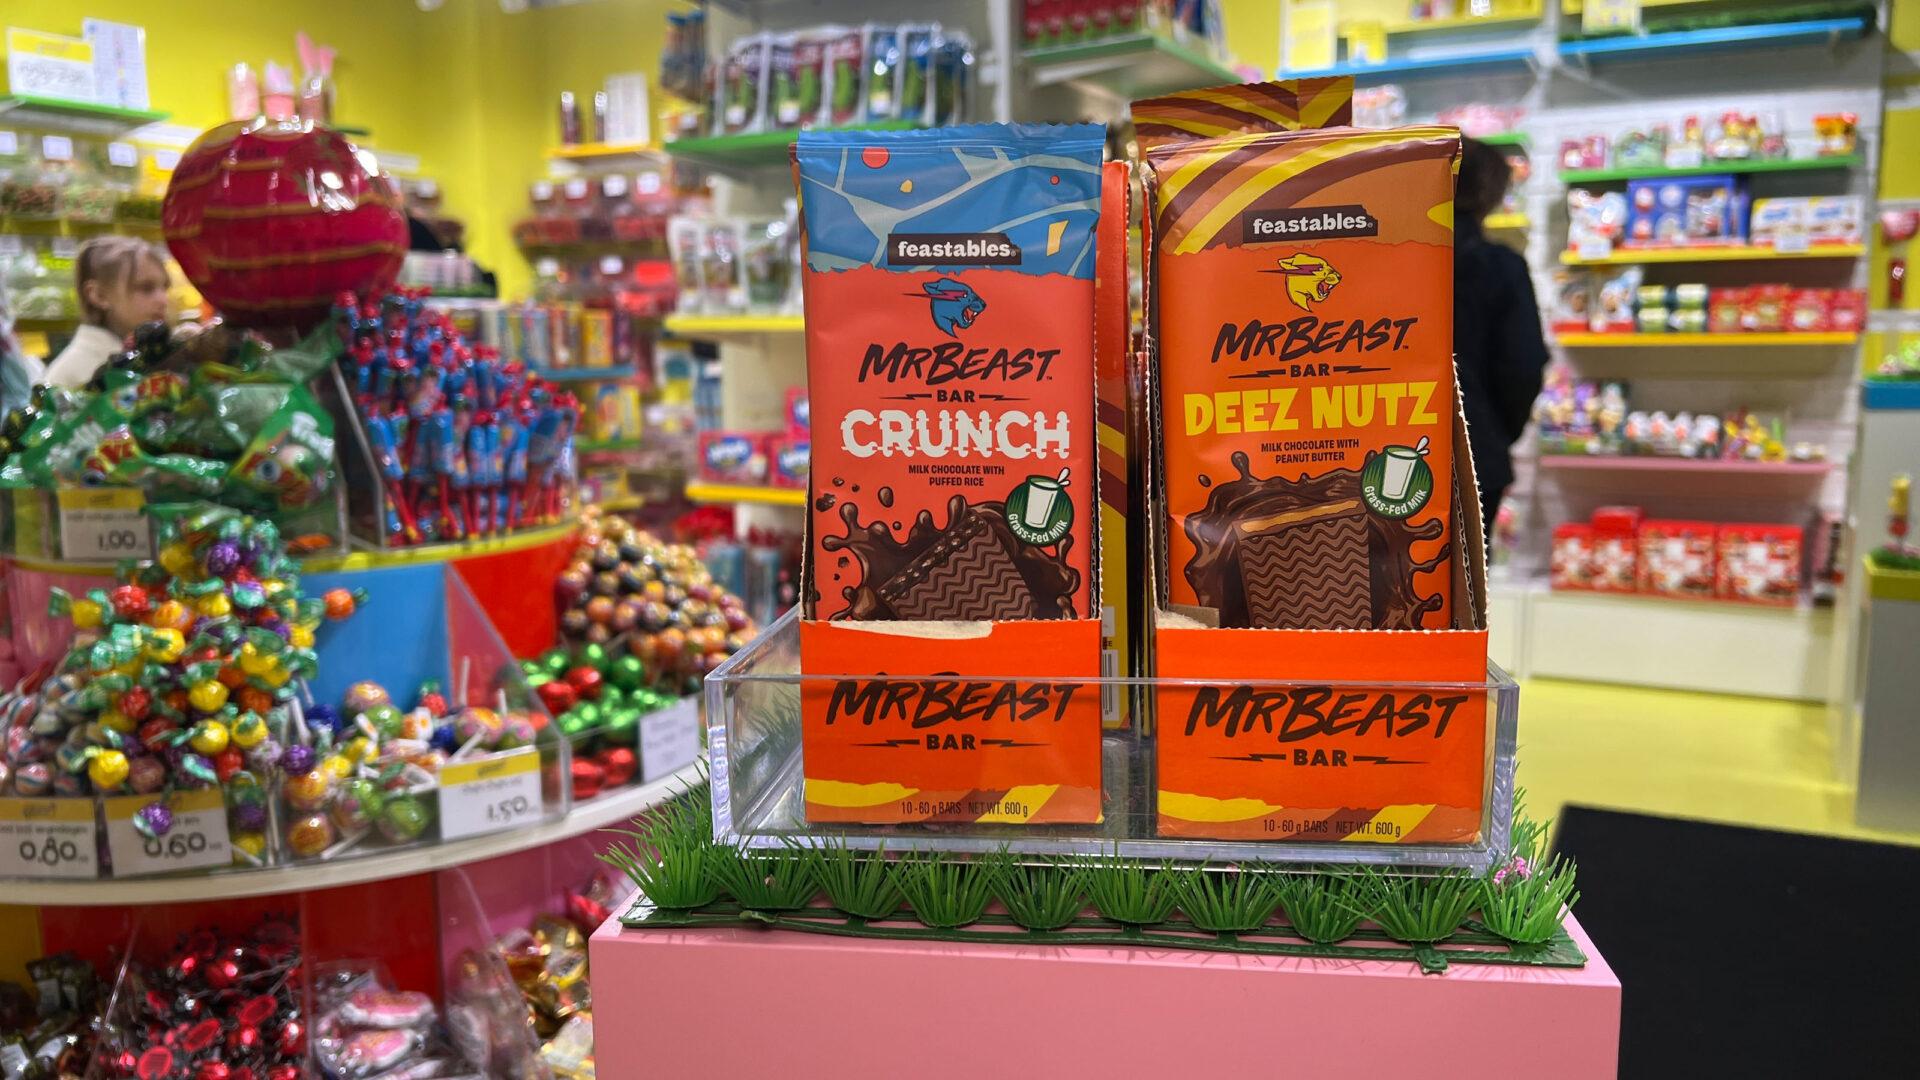 feastables
MRBEAST™
BAR
CRUNCH
MILK CHOCOLATE WITH
PUFFED RICE
Grass-Fed Milk
MRBEAST
BAR
10 - 60 g BARS NET WT. 600 g
feastables
MRBEAST™
BAR
DEEZ NUTZ
MILK CHOCOLATE WITH
PEANUT BUTTER
Grass-Fed Milk
MRBEAST
BAR
10 - 60 g BARS NET WT. 600 g
1,00
0,80
0,60
1,50